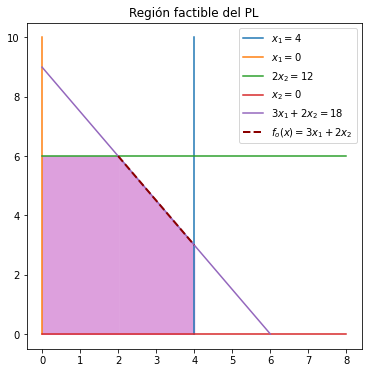 Región factible del PL
x₁ = 4
x₁ = 0
2x₂ = 12
x₂ = 0
3x₁ + 2x₂ = 18
fₒ(x) = 3x₁ + 2x₂
10
8
6
4
2
0
0 1 2 3 4 5 6 7 8